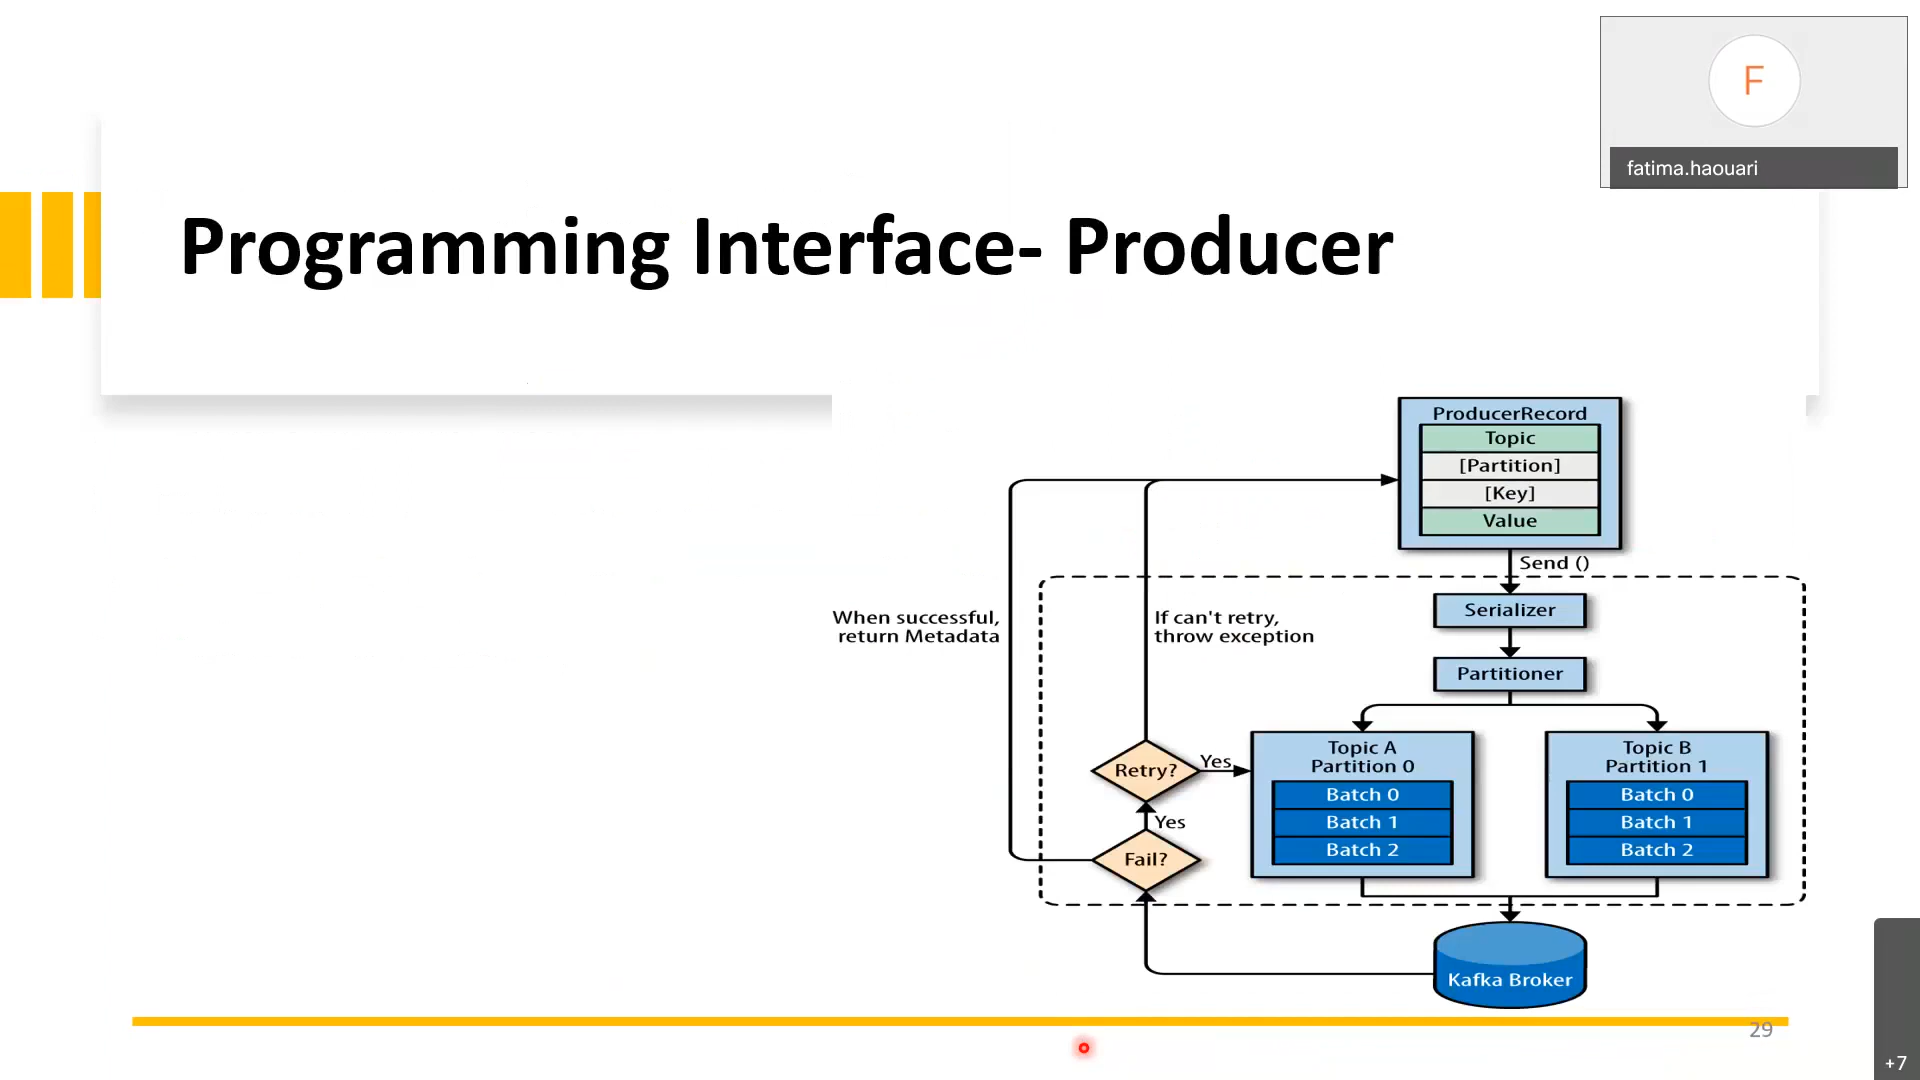 F
fatima.haouari
Programming Interface- Producer
ProducerRecord
Topic
[Partition]
[Key]
Value
Send ()
Serializer
Partitioner
When successful,
return Metadata
If can't retry,
throw exception
Retry?
Yes
Yes
Fail?
Topic A
Partition 0
Batch 0
Batch 1
Batch 2
Topic B
Partition 1
Batch 0
Batch 1
Batch 2
Kafka Broker
29
+7